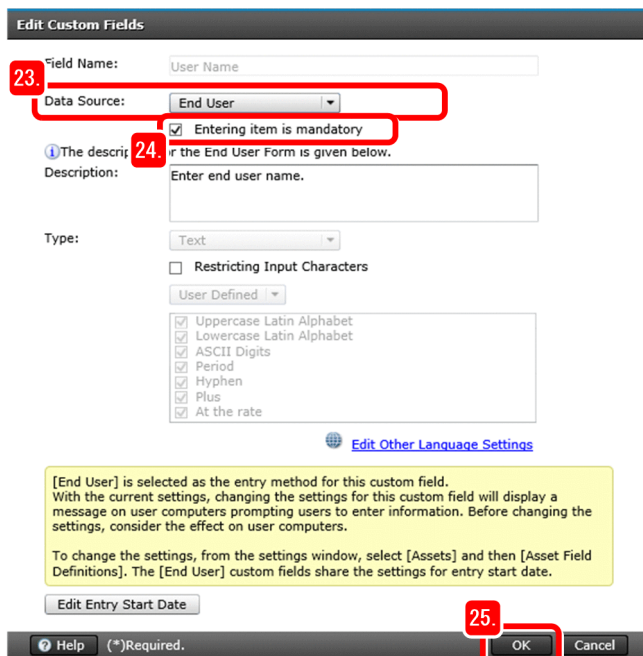 Edit Custom Fields
Field Name: User Name
23.
Data Source: End User
Entering item is mandatory
24.
The descrip r the End User Form is given below.
Description: Enter end user name.
Type: Text
Restricting Input Characters
User Defined
Uppercase Latin Alphabet
Lowercase Latin Alphabet
ASCII Digits
Period
Hyphen
Plus
At the rate
Edit Other Language Settings
[End User] is selected as the entry method for this custom field.
With the current settings, changing the settings for this custom field will display a
message on user computers prompting users to enter information. Before changing the
settings, consider the effect on user computers.
To change the settings, from the settings window, select [Assets] and then [Asset Field
Definitions]. The [End User] custom fields share the settings for entry start date.
Edit Entry Start Date
25.
Help (*)Required. OK Cancel